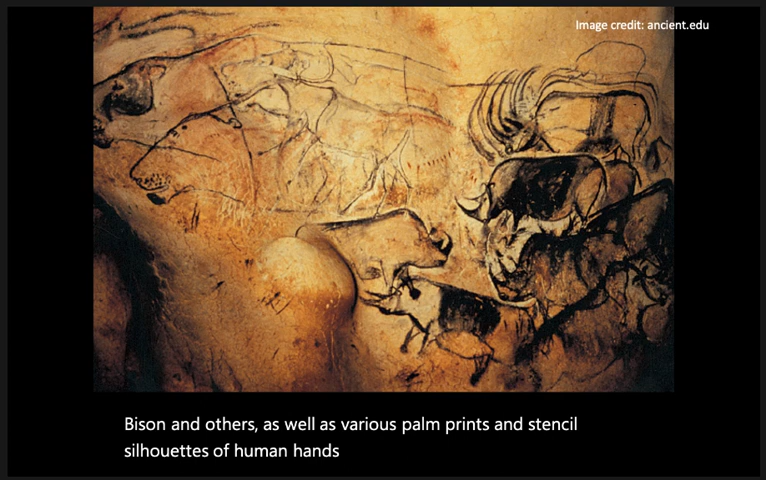 Image credit: ancient.edu
Bison and others, as well as various palm prints and stencil
silhouettes of human hands